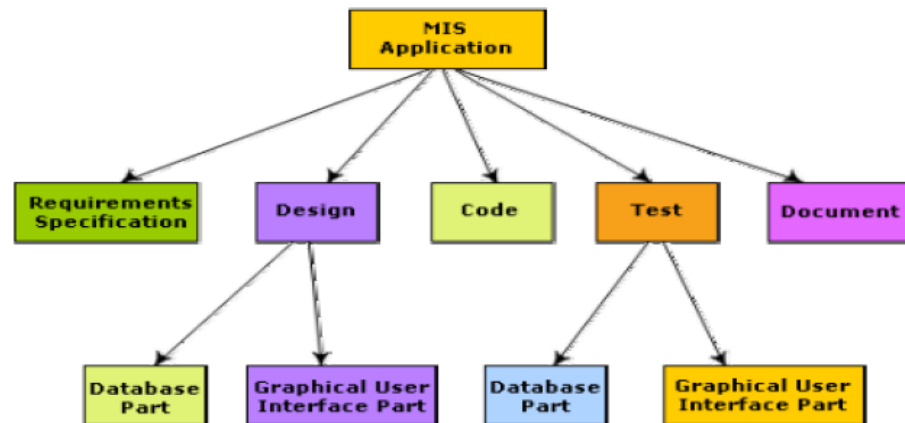 MIS
Application
Requirements
Specification
Design
Code
Test
Document
Database
Part
Graphical User
Interface Part
Database
Part
Graphical User
Interface Part